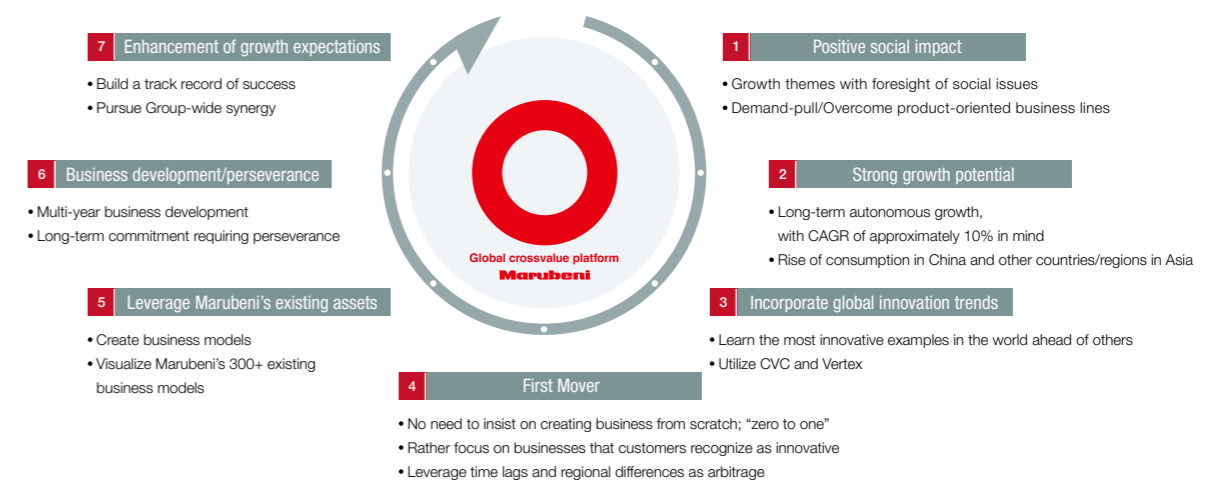 7 Enhancement of growth expectations
• Build a track record of success
• Pursue Group-wide synergy
1 Positive social impact
• Growth themes with foresight of social issues
• Demand-pull/Overcome product-oriented business lines
6 Business development/perseverance
• Multi-year business development
• Long-term commitment requiring perseverance
2 Strong growth potential
• Long-term autonomous growth,
with CAGR of approximately 10% in mind
• Rise of consumption in China and other countries/regions in Asia
Global crossvalue platform
Marubeni
5 Leverage Marubeni's existing assets
• Create business models
• Visualize Marubeni's 300+ existing
business models
3 Incorporate global innovation trends
• Learn the most innovative examples in the world ahead of others
• Utilize CVC and Vertex
4 First Mover
• No need to insist on creating business from scratch; “zero to one”
• Rather focus on businesses that customers recognize as innovative
• Leverage time lags and regional differences as arbitrage